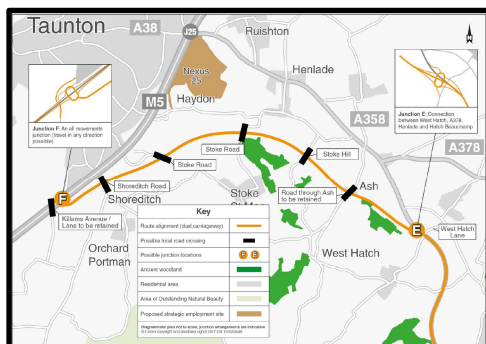 Taunton
A38
J25
Ruishton
Nexus
25
Henlade
Haydon
M5
A358
A378
Junction F: An all movements
junction (travel in any direction
possible)
Junction E: Connection
between West Hatch, A378,
Henlade and Hatch Beauchamp
Stoke Road
Stoke Road
Stoke Hill
Shoreditch Road
Shoreditch
F
Killams Avenue /
Lane to be retained
Stoke
Road through Ash
to be retained
Ash
E
West Hatch
Lane
West Hatch
Orchard
Portman
Key
Route alignment (dual carriageway)
Possible local road crossing
Possible junction locations
F E
Ancient woodland
Residential area
Area of Outstanding Natural Beauty
Proposed strategic employment site
Diagrammatic plan not to scale, junction arrangements are indicative